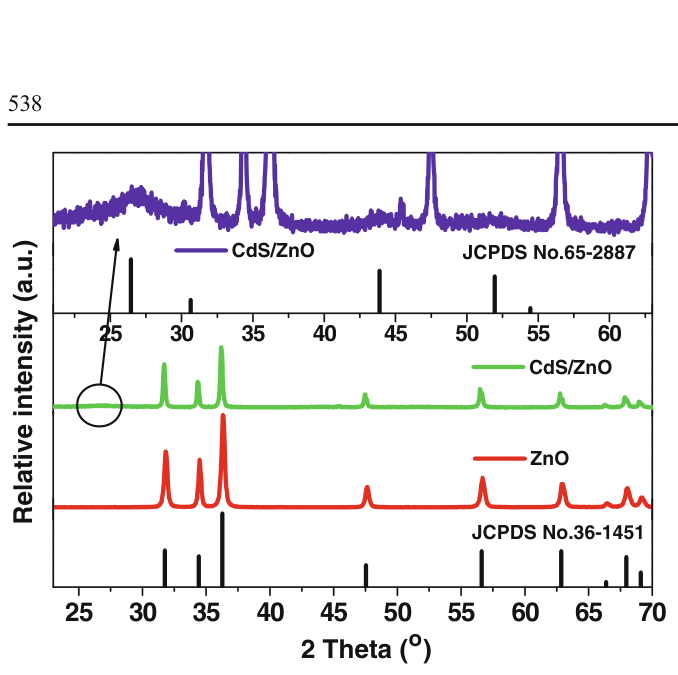 538
CdS/ZnO
JCPDS No.65-2887
25 30 35 40 45 50 55 60
CdS/ZnO
ZnO
JCPDS No.36-1451
25 30 35 40 45 50 55 60 65 70
2 Theta (º)
Relative intensity (a.u.)